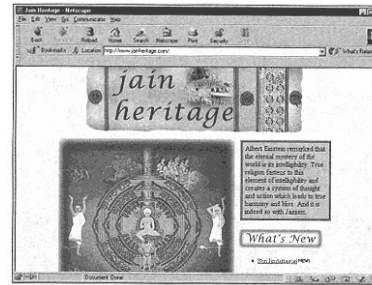 Jain Heritage - Netscape
File Edit View Go Communicator Help
Back Reload Home Search Netscape Print Security
Bookmarks Location: http://www.jainheritage.com/ What's Related
jain
heritage
Albert Einstein remarked that
the eternal mystery of the
world is its intelligibility. True
religion fastens to this
element of intelligibility and
creates a system of thought
and action which leads to true
harmony and bliss. And it is
indeed so with Jainism.
What's New
Document Done